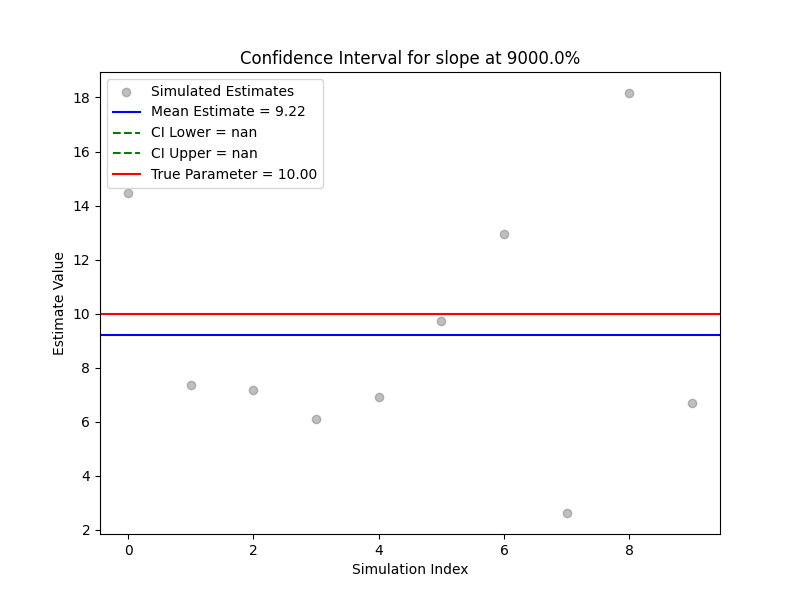 Confidence Interval for slope at 9000.0%
Simulated Estimates
Mean Estimate = 9.22
CI Lower = nan
CI Upper = nan
True Parameter = 10.00
18
16
14
12
10
8
6
4
2
Estimate Value
0 2 4 6 8
Simulation Index